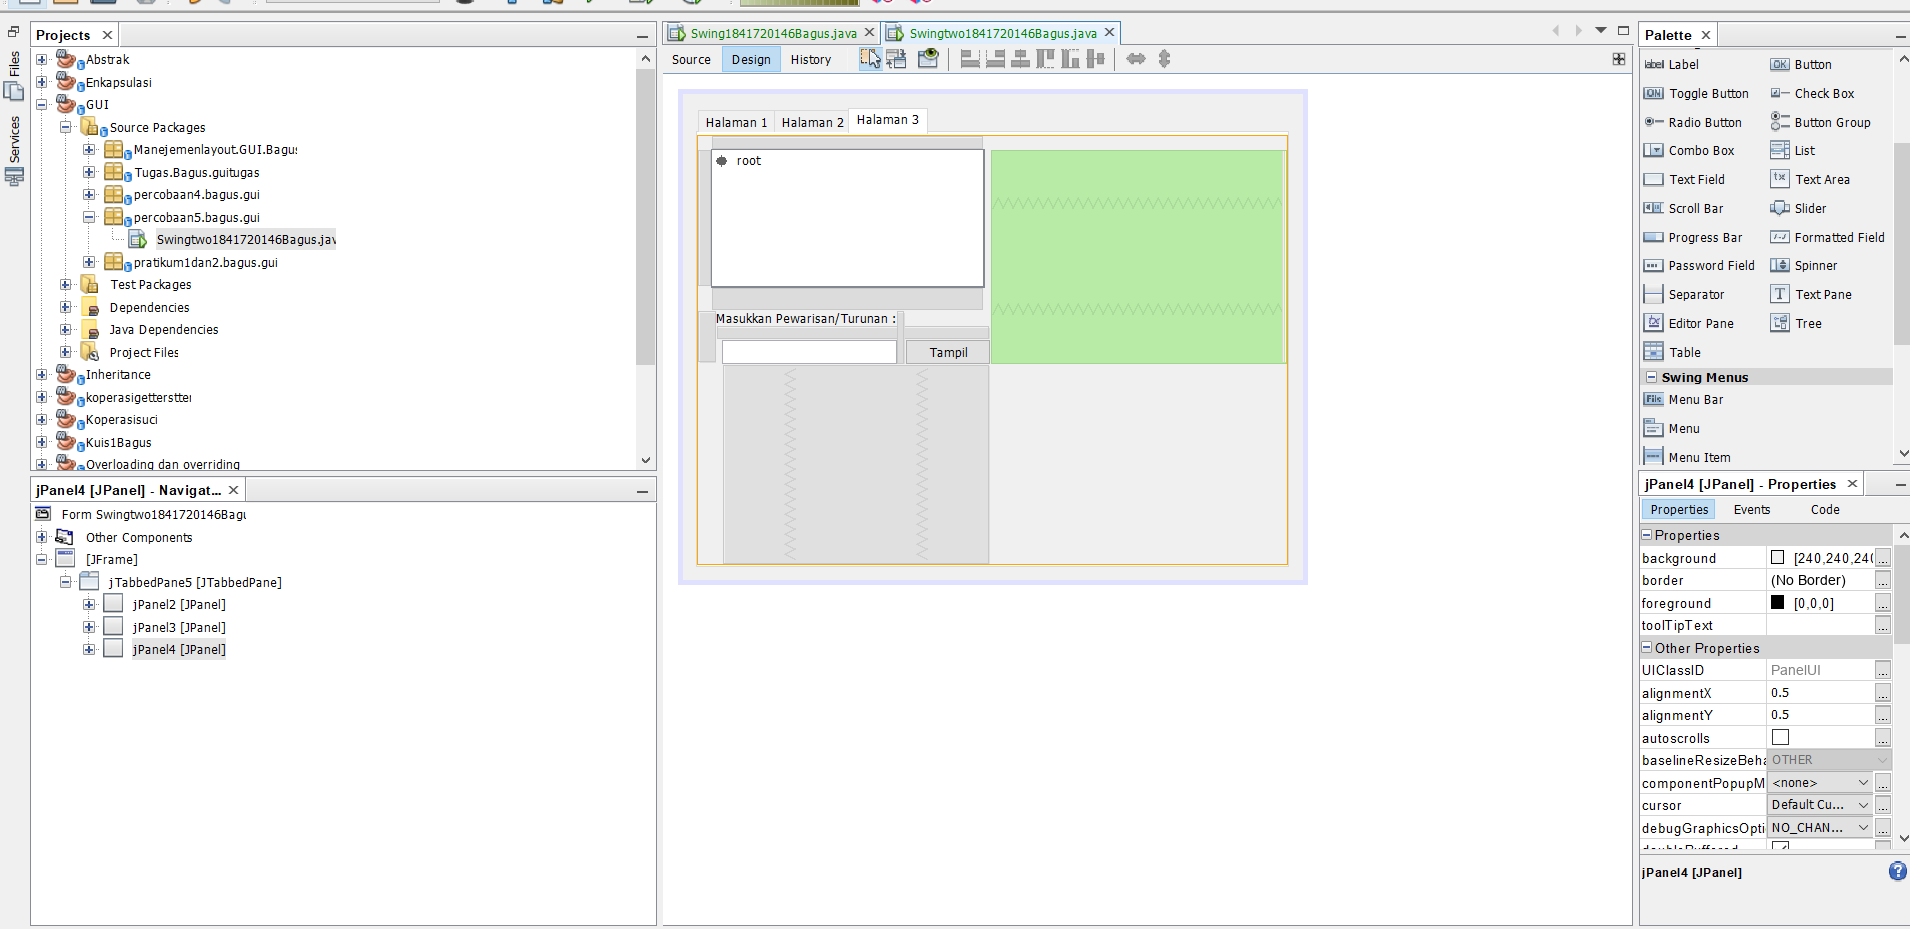 Files
Services
Projects
Abstrak
Enkapsulasi
GUI
Source Packages
Manejemenlayout.GUI.Bagus
Tugas.Bagus.guitugas
percobaan4.bagus.gui
percobaan5.bagus.gui
Swingtwo1841720146Bagus.jav
pratikum1dan2.bagus.gui
Test Packages
Dependencies
Java Dependencies
Project Files
Inheritance
koperasigetterstter
Koperasisuci
Kuis1Bagus
Overloading dan overriding
jPanel4 [JPanel] - Navigat...
Form Swingtwo1841720146Bagu
Other Components
[JFrame]
jTabbedPane5 [JTabbedPane]
jPanel2 [JPanel]
jPanel3 [JPanel]
jPanel4 [JPanel]
Swing1841720146Bagus.java
Swingtwo1841720146Bagus.java
Source Design History
Halaman 1 Halaman 2 Halaman 3
root
Masukkan Pewarisan/Turunan :
Tampil
Palette
Label Button
Toggle Button Check Box
Radio Button Button Group
Combo Box List
Text Field Text Area
Scroll Bar Slider
Progress Bar Formatted Field
Password Field Spinner
Separator Text Pane
Editor Pane Tree
Table
Swing Menus
Menu Bar
Menu
Menu Item
jPanel4 [JPanel] - Properties
Properties Events Code
Properties
background [240,240,240
border (No Border)
foreground [0,0,0]
toolTipText
Other Properties
UIClassID PanelUI
alignmentX 0.5
alignmentY 0.5
autoscrolls
baselineResizeBeha OTHER
componentPopupM <none>
cursor Default Cu...
debugGraphicsOpti NO_CHAN...
doubleBuffered
jPanel4 [JPanel]